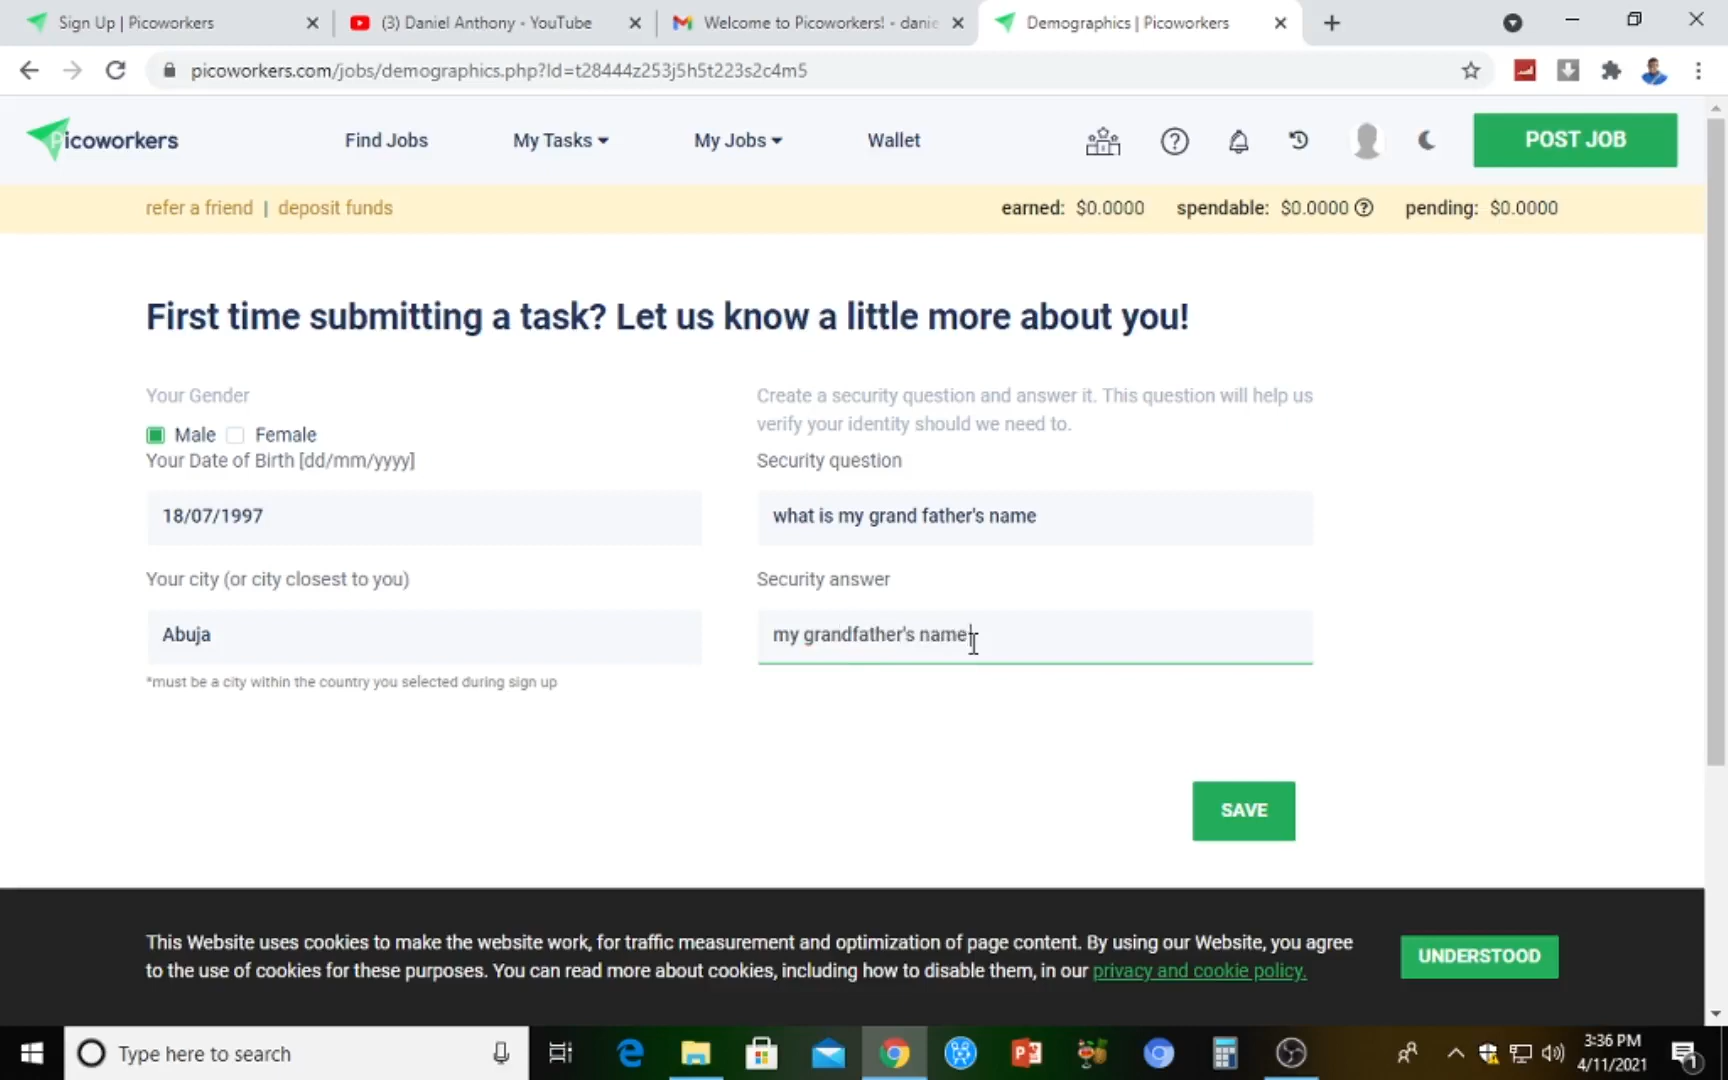 Sign Up | Picoworkers
(3) Daniel Anthony - YouTube
Welcome to Picoworkers! - danie
Demographics | Picoworkers
picoworkers.com/jobs/demographics.php?Id=t28444z253j5h5t223s2c4m5
Picoworkers
Find Jobs
My Tasks
My Jobs
Wallet
POST JOB
refer a friend | deposit funds
earned: $0.0000
spendable: $0.0000
pending: $0.0000
First time submitting a task? Let us know a little more about you!
Your Gender
Male
Female
Your Date of Birth [dd/mm/yyyy]
18/07/1997
Your city (or city closest to you)
Abuja
*must be a city within the country you selected during sign up
Create a security question and answer it. This question will help us
verify your identity should we need to.
Security question
what is my grand father's name
Security answer
my grandfather's name
SAVE
This Website uses cookies to make the website work, for traffic measurement and optimization of page content. By using our Website, you agree
to the use of cookies for these purposes. You can read more about cookies, including how to disable them, in our privacy and cookie policy.
UNDERSTOOD
Type here to search
3:36 PM
4/11/2021
1